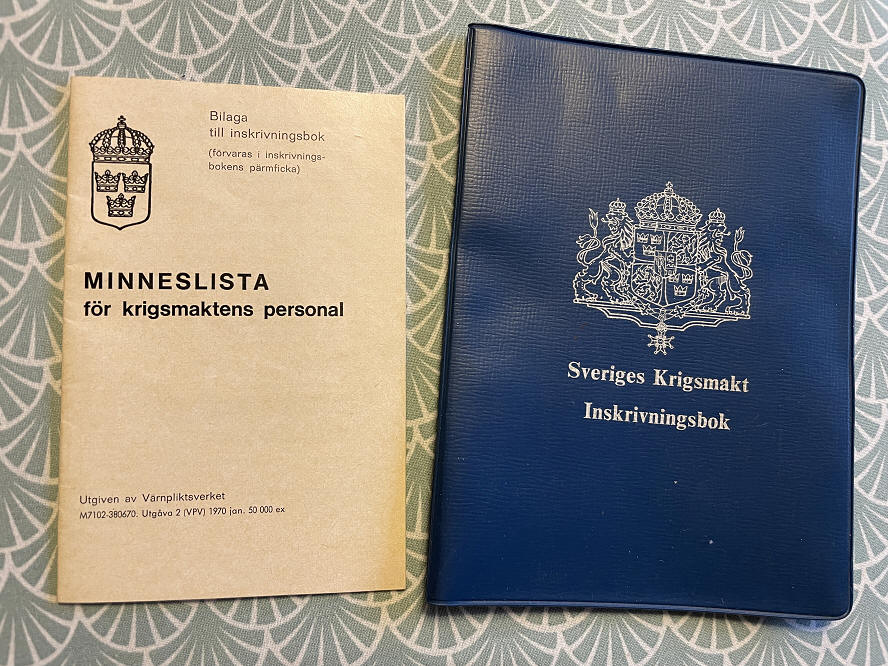 Bilaga
till inskrivningsbok
(förvaras i inskrivnings-
bokens pärmficka)
MINNESLISTA
för krigsmaktens personal
Utgiven av Värnpliktsverket
M7102-380670. Utgåva 2 (VPV) 1970 jan. 50 000 ex
Sveriges Krigsmakt
Inskrivningsbok